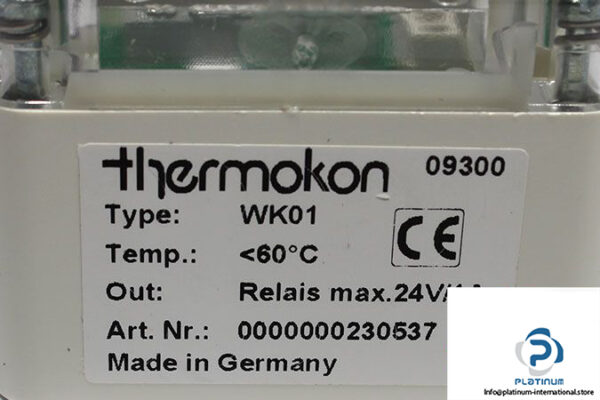 thermokon 09300
Type: WK01
CE
Temp.: <60°C
Out: Relais max.24V/
Art. Nr.: 0000000230537
Made in Germany
PLATINUM
Info@platinum-international.store